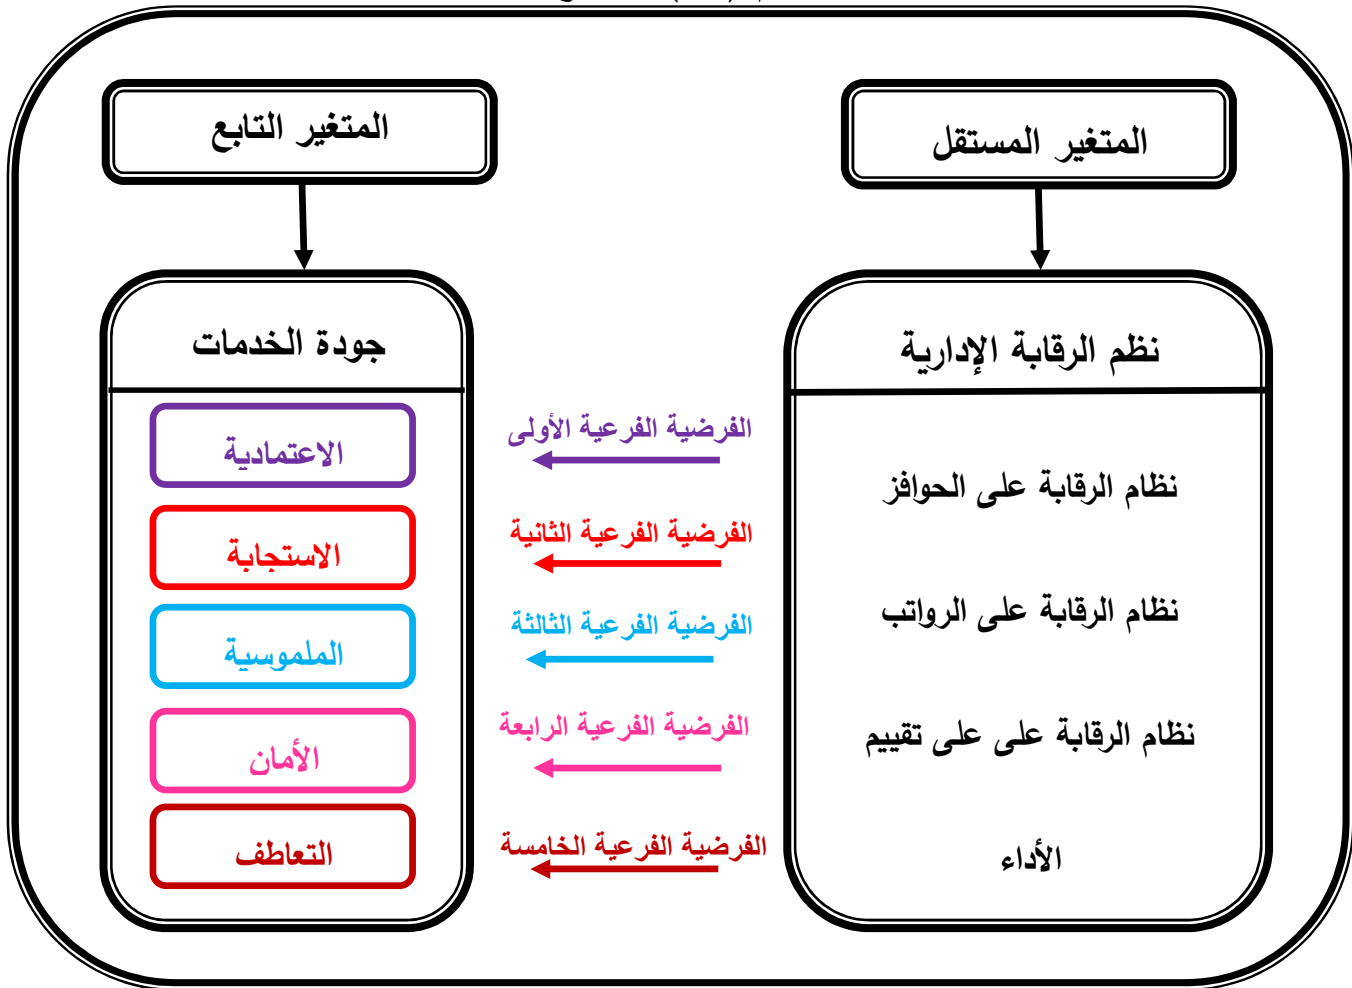 المتغير المستقل
نظم الرقابة الإدارية
نظام الرقابة على الحوافز
نظام الرقابة على الرواتب
نظام الرقابة على على تقييم
الأداء
الفرضية الفرعية الأولى
الفرضية الفرعية الثانية
الفرضية الفرعية الثالثة
الفرضية الفرعية الرابعة
الفرضية الفرعية الخامسة
المتغير التابع
جودة الخدمات
الاعتمادية
الاستجابة
الملموسية
الأمان
التعاطف